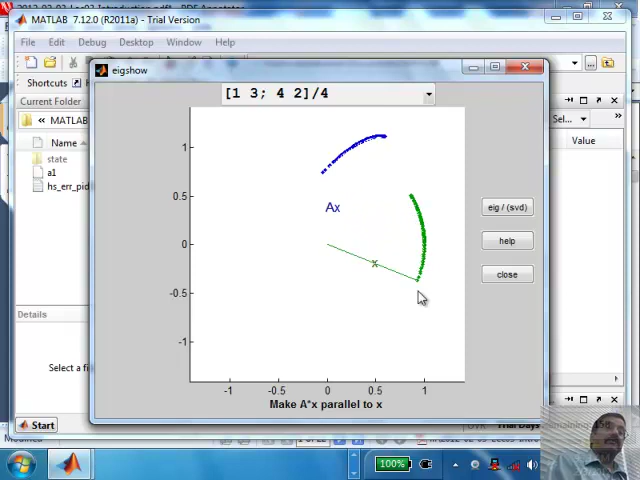 MATLAB 7.12.0 (R2011a) - Trial Version
File Edit Debug Desktop Window Help
Shortcuts
Current Folder
MATLAB
Name
state
a1
hs_err_pid
Details
Select a f
Start
Sel...
Value
eigshow
[1 3; 4 2]/4
1
0.5
0
-0.5
-1
-1 -0.5 0 0.5 1
Ax
x
Make A*x parallel to x
eig / (svd)
help
close
OVR
100%